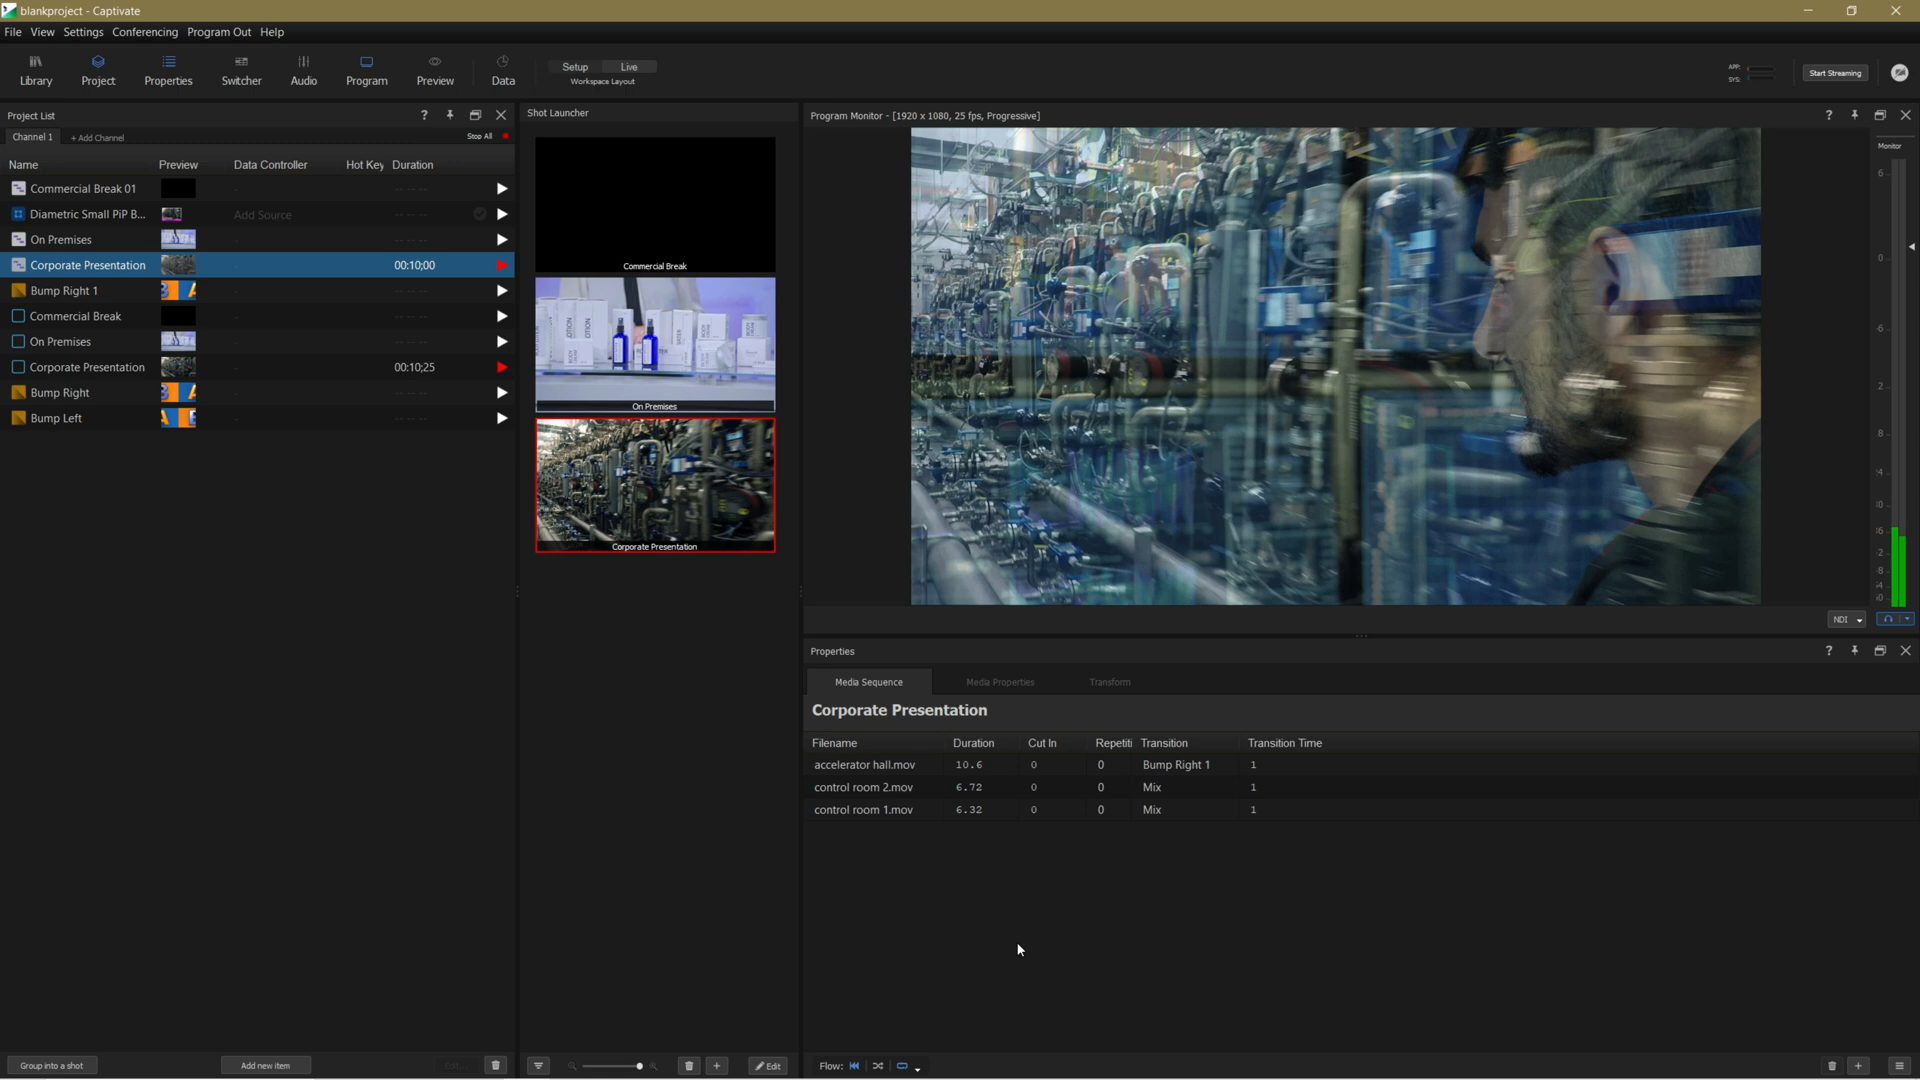 blankproject - Captivate
File View Settings Conferencing Program Out Help
Library Project Properties Switcher Audio Program Preview Data
Setup Live
Workspace Layout
APP:
SYS:
Start Streaming
Project List
Channel 1 + Add Channel Stop All
Name Preview Data Controller Hot Key Duration
Commercial Break 01
Diametric Small PiP B... Add Source
On Premises
Corporate Presentation 00:10;00
Bump Right 1
Commercial Break
On Premises
Corporate Presentation 00:10;25
Bump Right
Bump Left
Group into a shot Add new item
Shot Launcher
Commercial Break
On Premises
Corporate Presentation
Edit
Program Monitor - [1920 x 1080, 25 fps, Progressive]
Monitor
NDI
Properties
Media Sequence Media Properties Transform
Corporate Presentation
Filename Duration Cut In Repetiti Transition Transition Time
accelerator hall.mov 10.6 0 0 Bump Right 1 1
control room 2.mov 6.72 0 0 Mix 1
control room 1.mov 6.32 0 0 Mix 1
Flow: